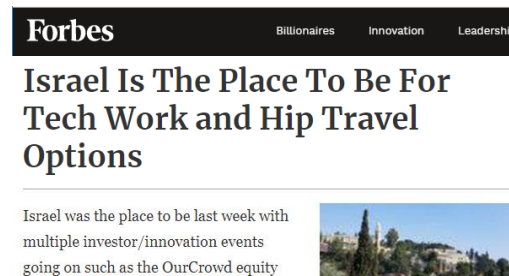 Forbes
Billionaires Innovation Leadershi
Israel Is The Place To Be For
Tech Work and Hip Travel
Options
Israel was the place to be last week with
multiple investor/innovation events
going on such as the OurCrowd equity